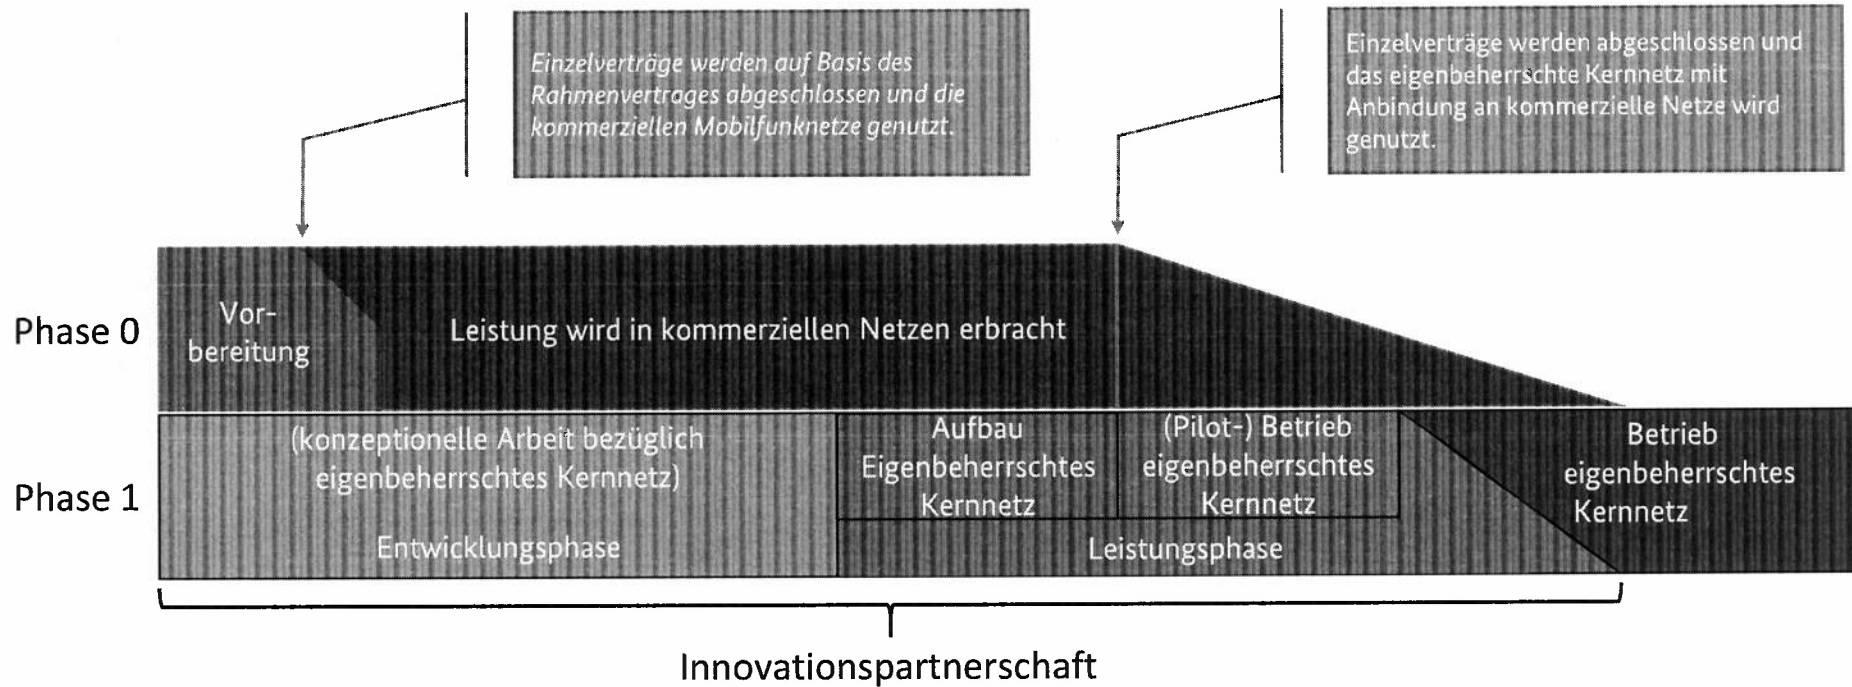 Einzelverträge werden auf Basis des
Rahmenvertrages abgeschlossen und die
kommerziellen Mobilfunknetze genutzt.
Einzelverträge werden abgeschlossen und
das eigenbeherrschte Kernnetz mit
Anbindung an kommerzielle Netze wird
genutzt.
Phase 0
Vor-
bereitung
Leistung wird in kommerziellen Netzen erbracht
Phase 1
(konzeptionelle Arbeit bezüglich
eigenbeherrschtes Kernnetz)
Entwicklungsphase
Aufbau
Eigenbeherrschtes
Kernnetz
(Pilot-) Betrieb
eigenbeherrschtes
Kernnetz
Leistungsphase
Betrieb
eigenbeherrschtes
Kernnetz
Innovationspartnerschaft